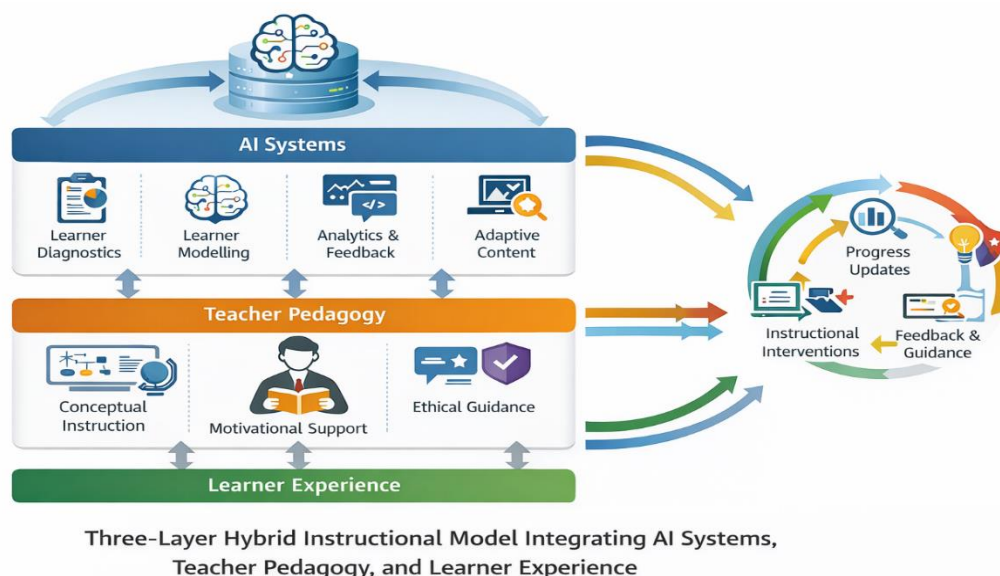 AI Systems
Learner
Diagnostics
Learner
Modelling
Analytics &
Feedback
Adaptive
Content
Teacher Pedagogy
Conceptual
Instruction
Motivational Support
Ethical Guidance
Learner Experience
Progress
Updates
Instructional
Interventions
Feedback &
Guidance
Three-Layer Hybrid Instructional Model Integrating AI Systems,
Teacher Pedagogy, and Learner Experience